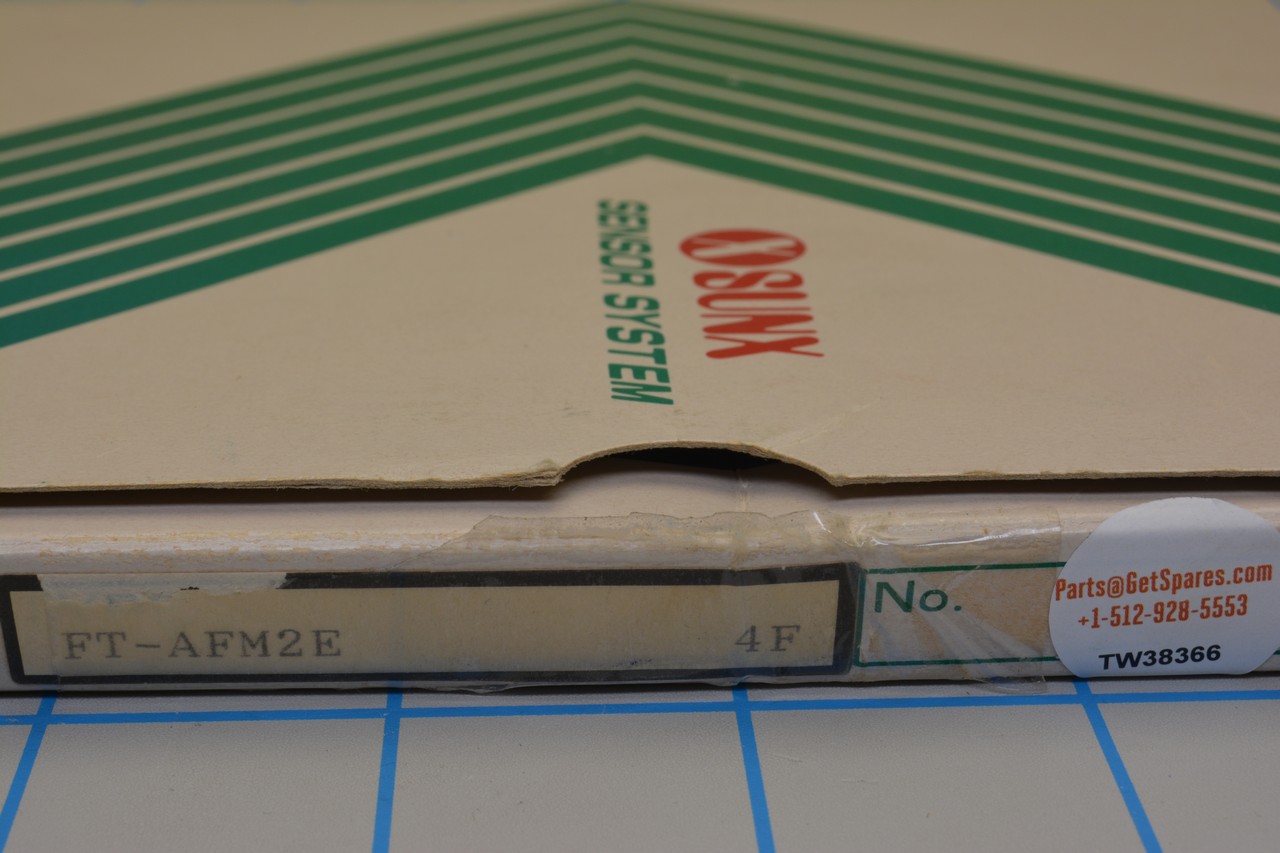 SUNX
SENSOR SYSTEM
FT-AFM2E 4F
No.
Parts@GetSpares.com
+1-512-928-5553
TW38366